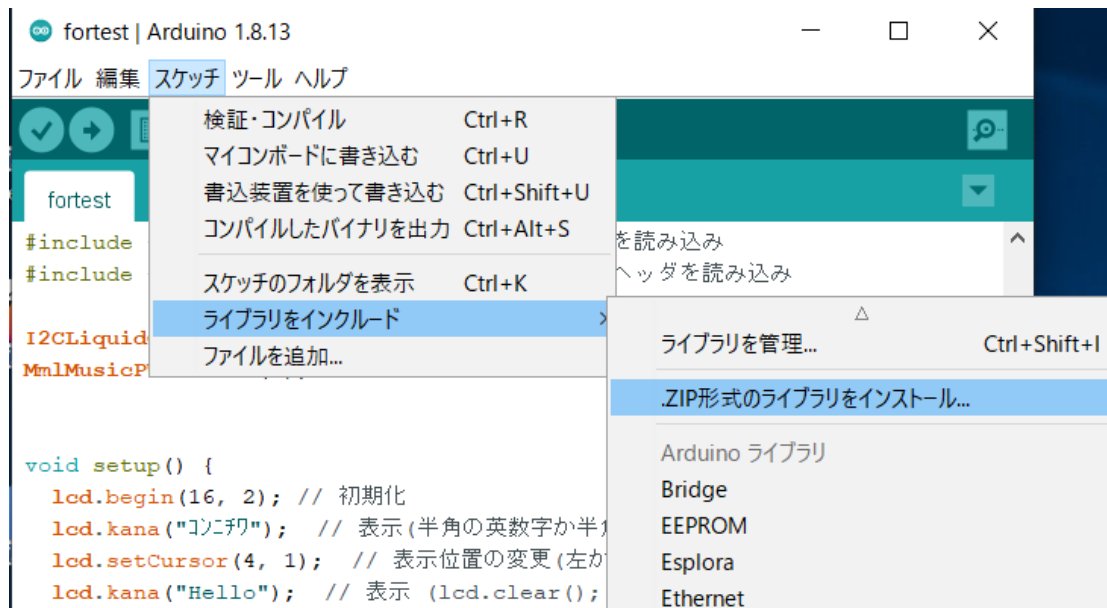 fortest | Arduino 1.8.13
ファイル 編集 スケッチ ツール ヘルプ
検証・コンパイル Ctrl+R
マイコンボードに書き込む Ctrl+U
書込装置を使って書き込む Ctrl+Shift+U
コンパイルしたバイナリを出力 Ctrl+Alt+S
スケッチのフォルダを表示 Ctrl+K
ライブラリをインクルード
ファイルを追加...
ライブラリを管理... Ctrl+Shift+I
.ZIP形式のライブラリをインストール...
Arduino ライブラリ
Bridge
EEPROM
Esplora
Ethernet
fortest
#include を読み込み
#include ヘッダを読み込み
I2CLiquid
MmlMusicP
void setup() {
lcd.begin(16, 2); // 初期化
lcd.kana("ｺﾝﾆﾁﾜ"); // 表示(半角の英数字か半
lcd.setCursor(4, 1); // 表示位置の変更(左か
lcd.kana("Hello"); // 表示 (lcd.clear();